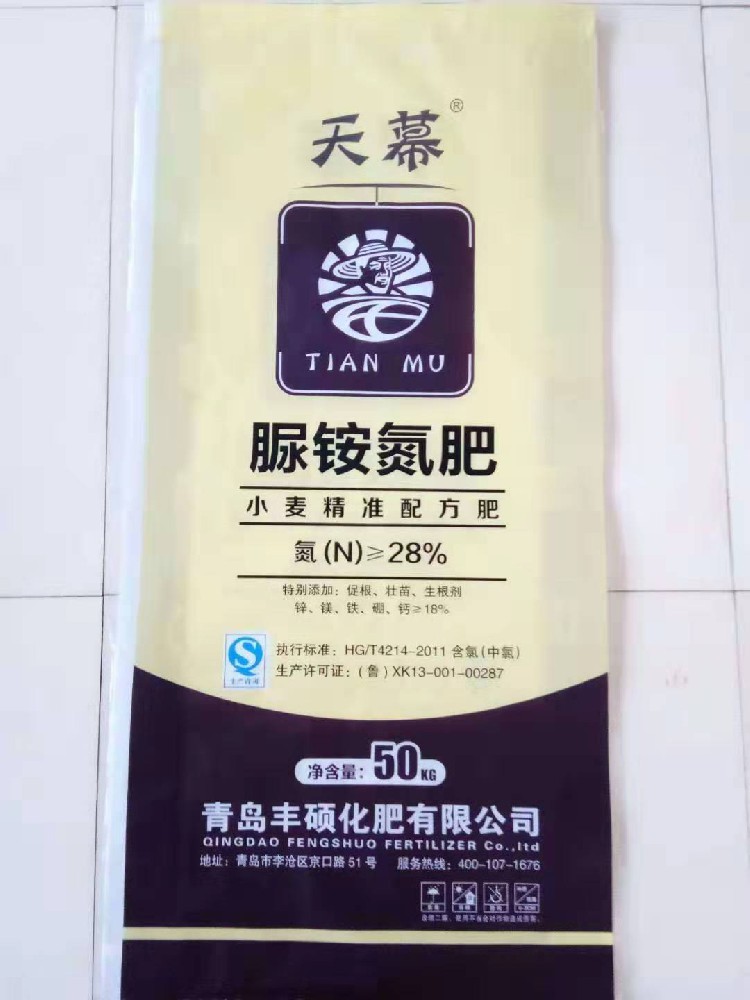 天幕®
TIAN MU
脲铵氮肥
小麦精准配方肥
氮(N)≥28%
特别添加：促根、壮苗、生根剂
锌、镁、铁、硼、钙≥18%
执行标准：HG/T4214-2011 含氯(中氯)
生产许可证：(鲁)XK13-001-00287
生产许可
净含量：50KG
青岛丰硕化肥有限公司
QINGDAO FENGSHUO FERTILIZER Co.,ltd
地址：青岛市李沧区京口路51号 服务热线：400-107-1676